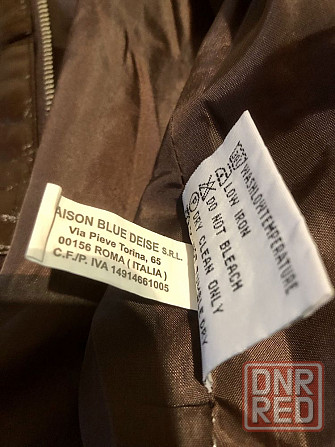 AISON BLUE DEISE S.R.L.
Via Pieve Torina, 65
00156 ROMA ( ITALIA )
C.F./P. IVA 14914661005
WASHLOWTEMPERATURE
DO NOT BLEACH
LOW IRON
DRY CLEAN ONLY
DRY
DNR
RED